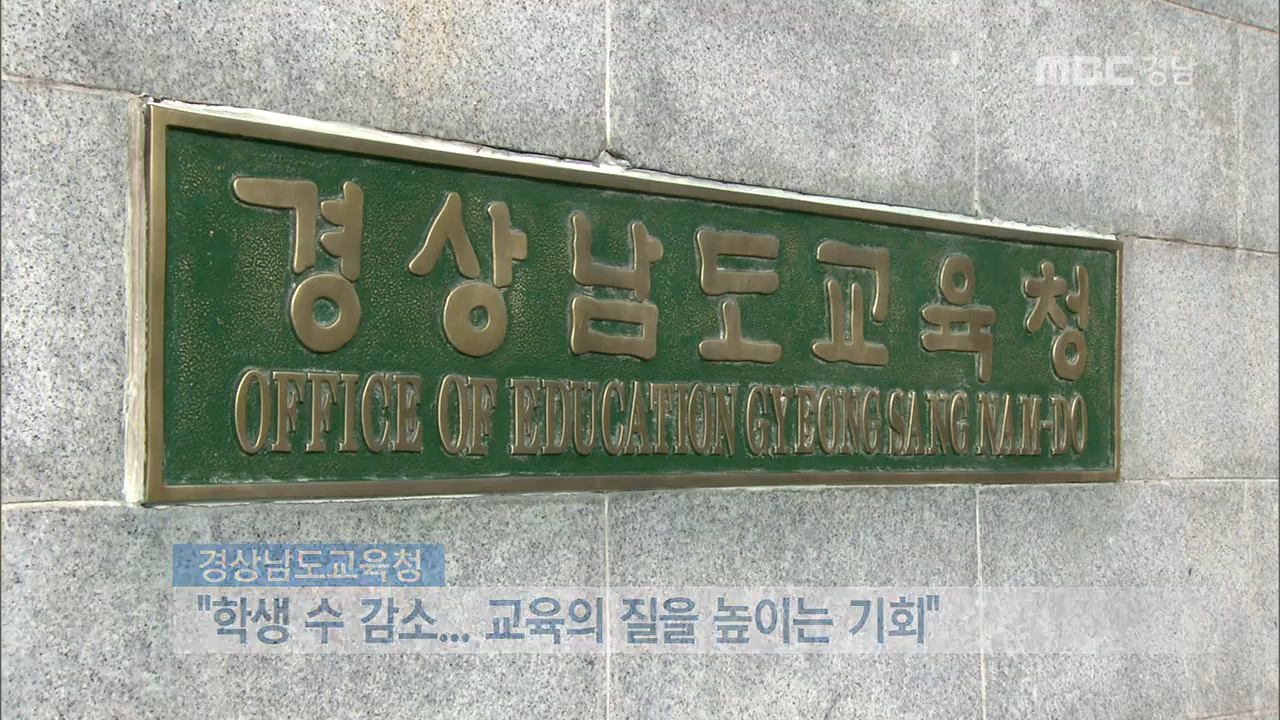 MBC경남
경상남도교육청
OFFICE OF EDUCATION GYEONG SANG NAM-DO
경상남도교육청
"학생 수 감소... 교육의 질을 높이는 기회"